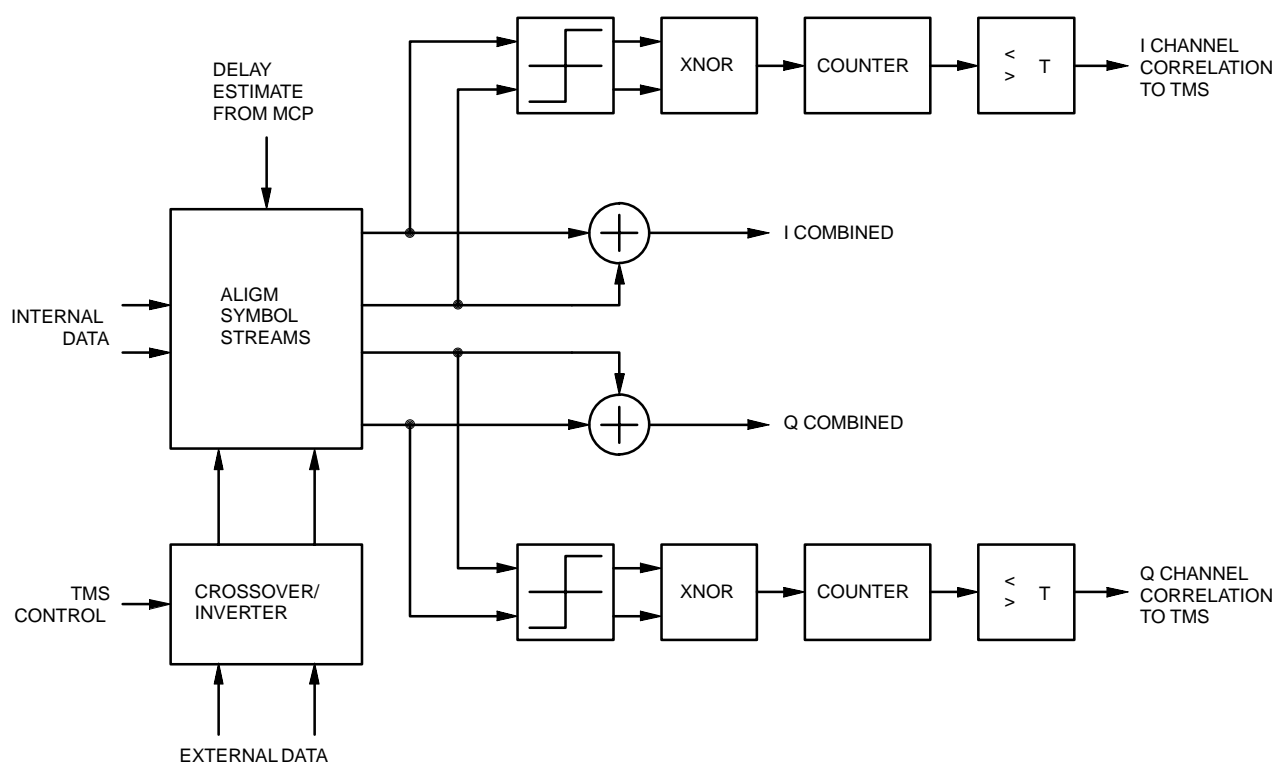 XNOR
COUNTER
<
>
T
I CHANNEL
CORRELATION
TO TMS
DELAY
ESTIMATE
FROM MCP
I COMBINED
ALIGM
SYMBOL
STREAMS
INTERNAL
DATA
Q COMBINED
TMS
CONTROL
CROSSOVER/
INVERTER
XNOR
COUNTER
<
>
T
Q CHANNEL
CORRELATION
TO TMS
EXTERNAL DATA